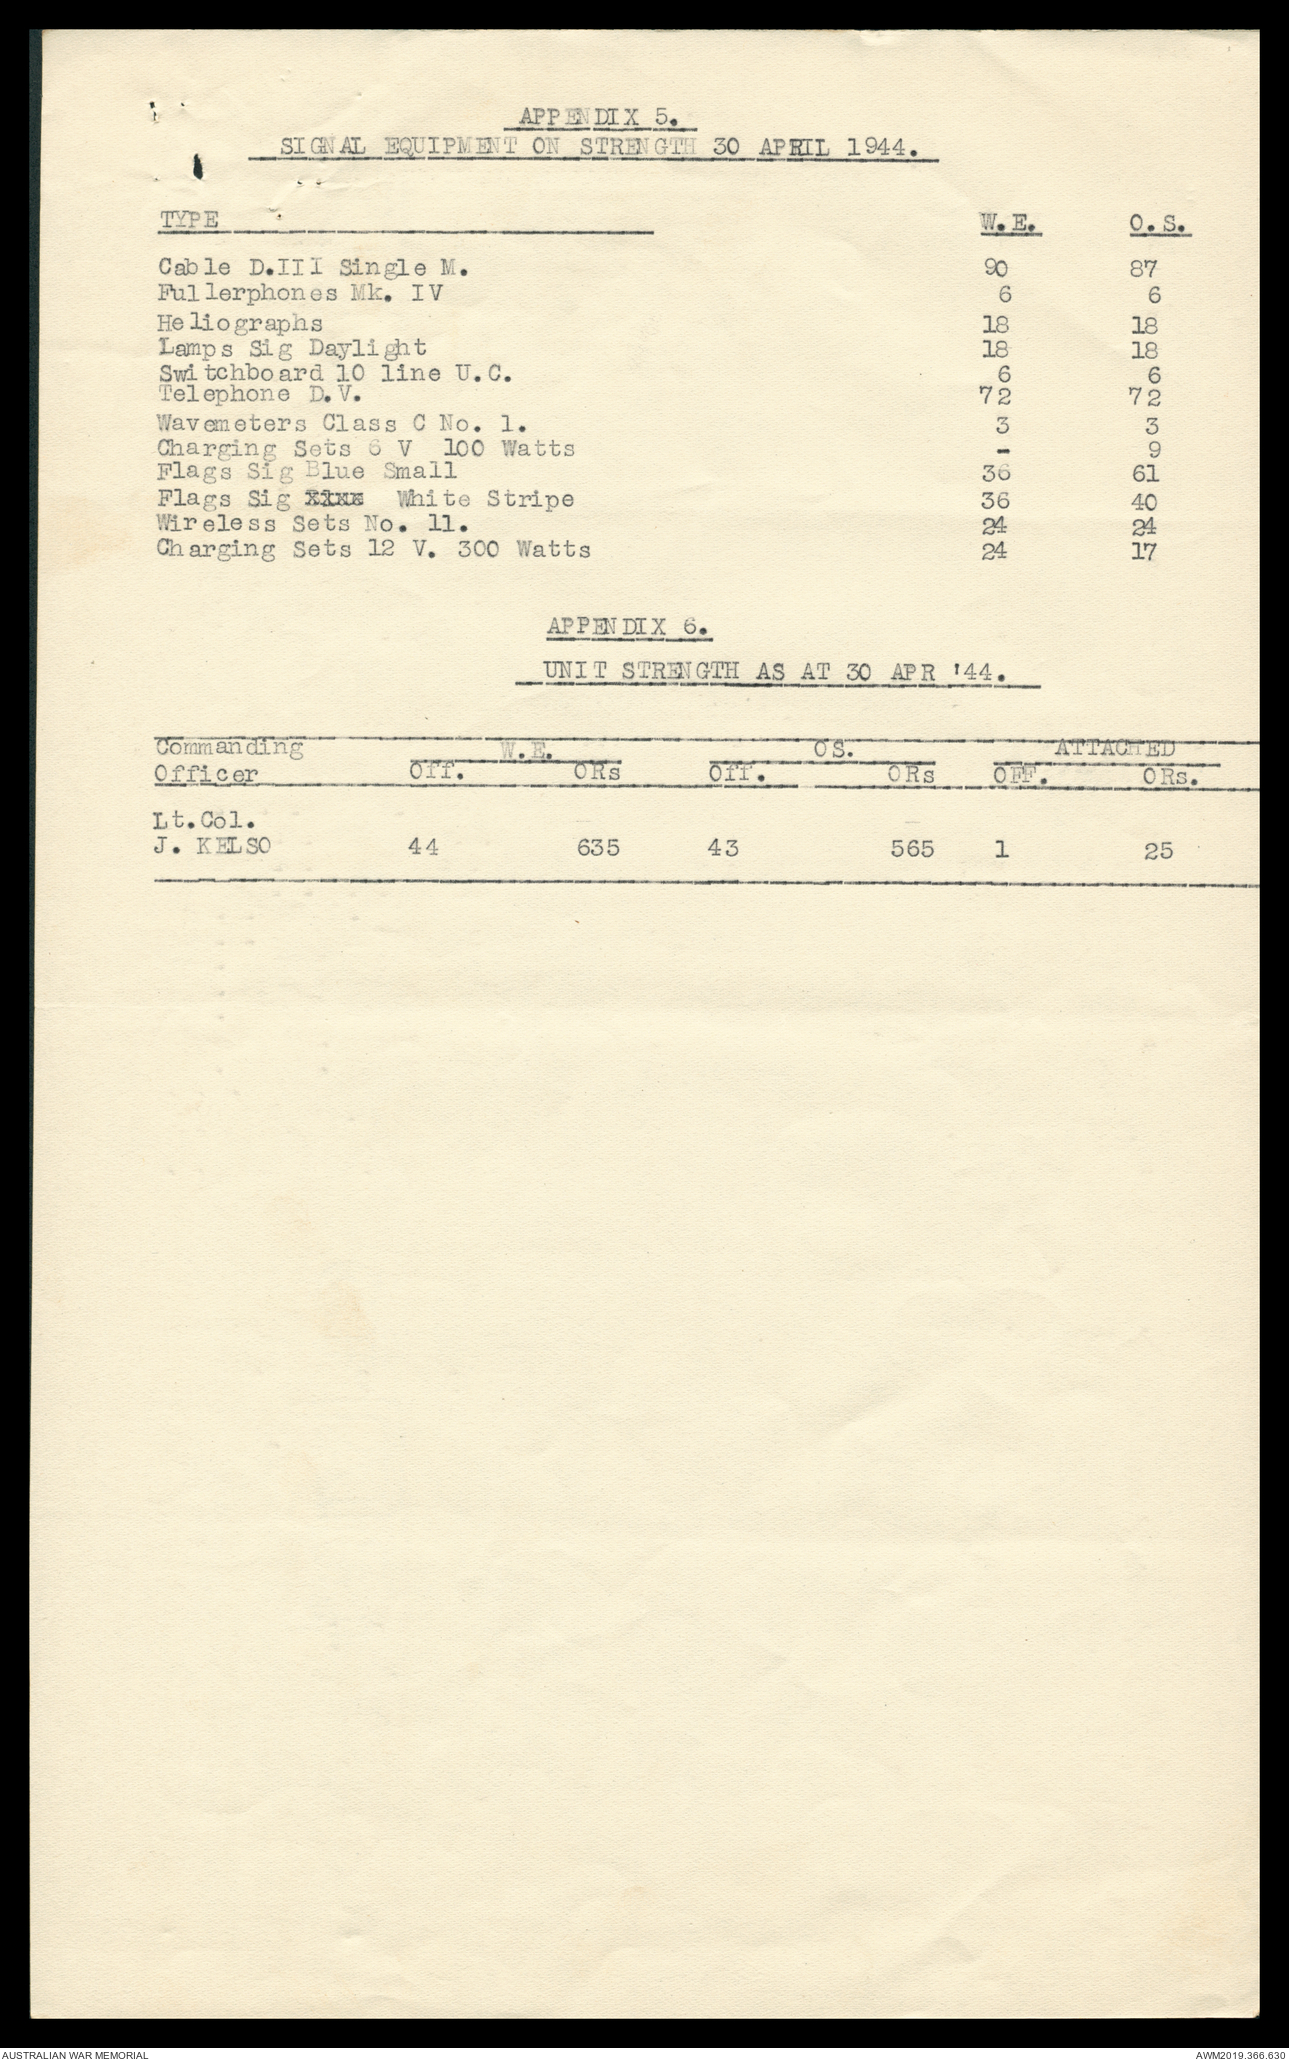 APPENDIX 5.
SIGNAL EQUIPMENT ON STRENGTH 30 APRIL 1944.
TYPE W.E. O.S.
Cable D.III Single M. 90 87
Fullerphones Mk. IV 6 6
Heliographs 18 18
Lamps Sig Daylight 18 18
Switchboard 10 line U.C. 6 6
Telephone D.V. 72 72
Wavemeters Class C No. 1. 3 3
Charging Sets 6 V 100 Watts - 9
Flags Sig Blue Small 36 61
Flags Sig White Stripe 36 40
Wireless Sets No. 11. 24 24
Charging Sets 12 V. 300 Watts 24 17
APPENDIX 6.
UNIT STRENGTH AS AT 30 APR '44.
Commanding W.E. OS. ATTACHED
Officer Off. ORs Off. ORs OFF. ORs.
Lt.Col.
J. KELSO 44 635 43 565 1 25
AUSTRALIAN WAR MEMORIAL AWM2019.366.630